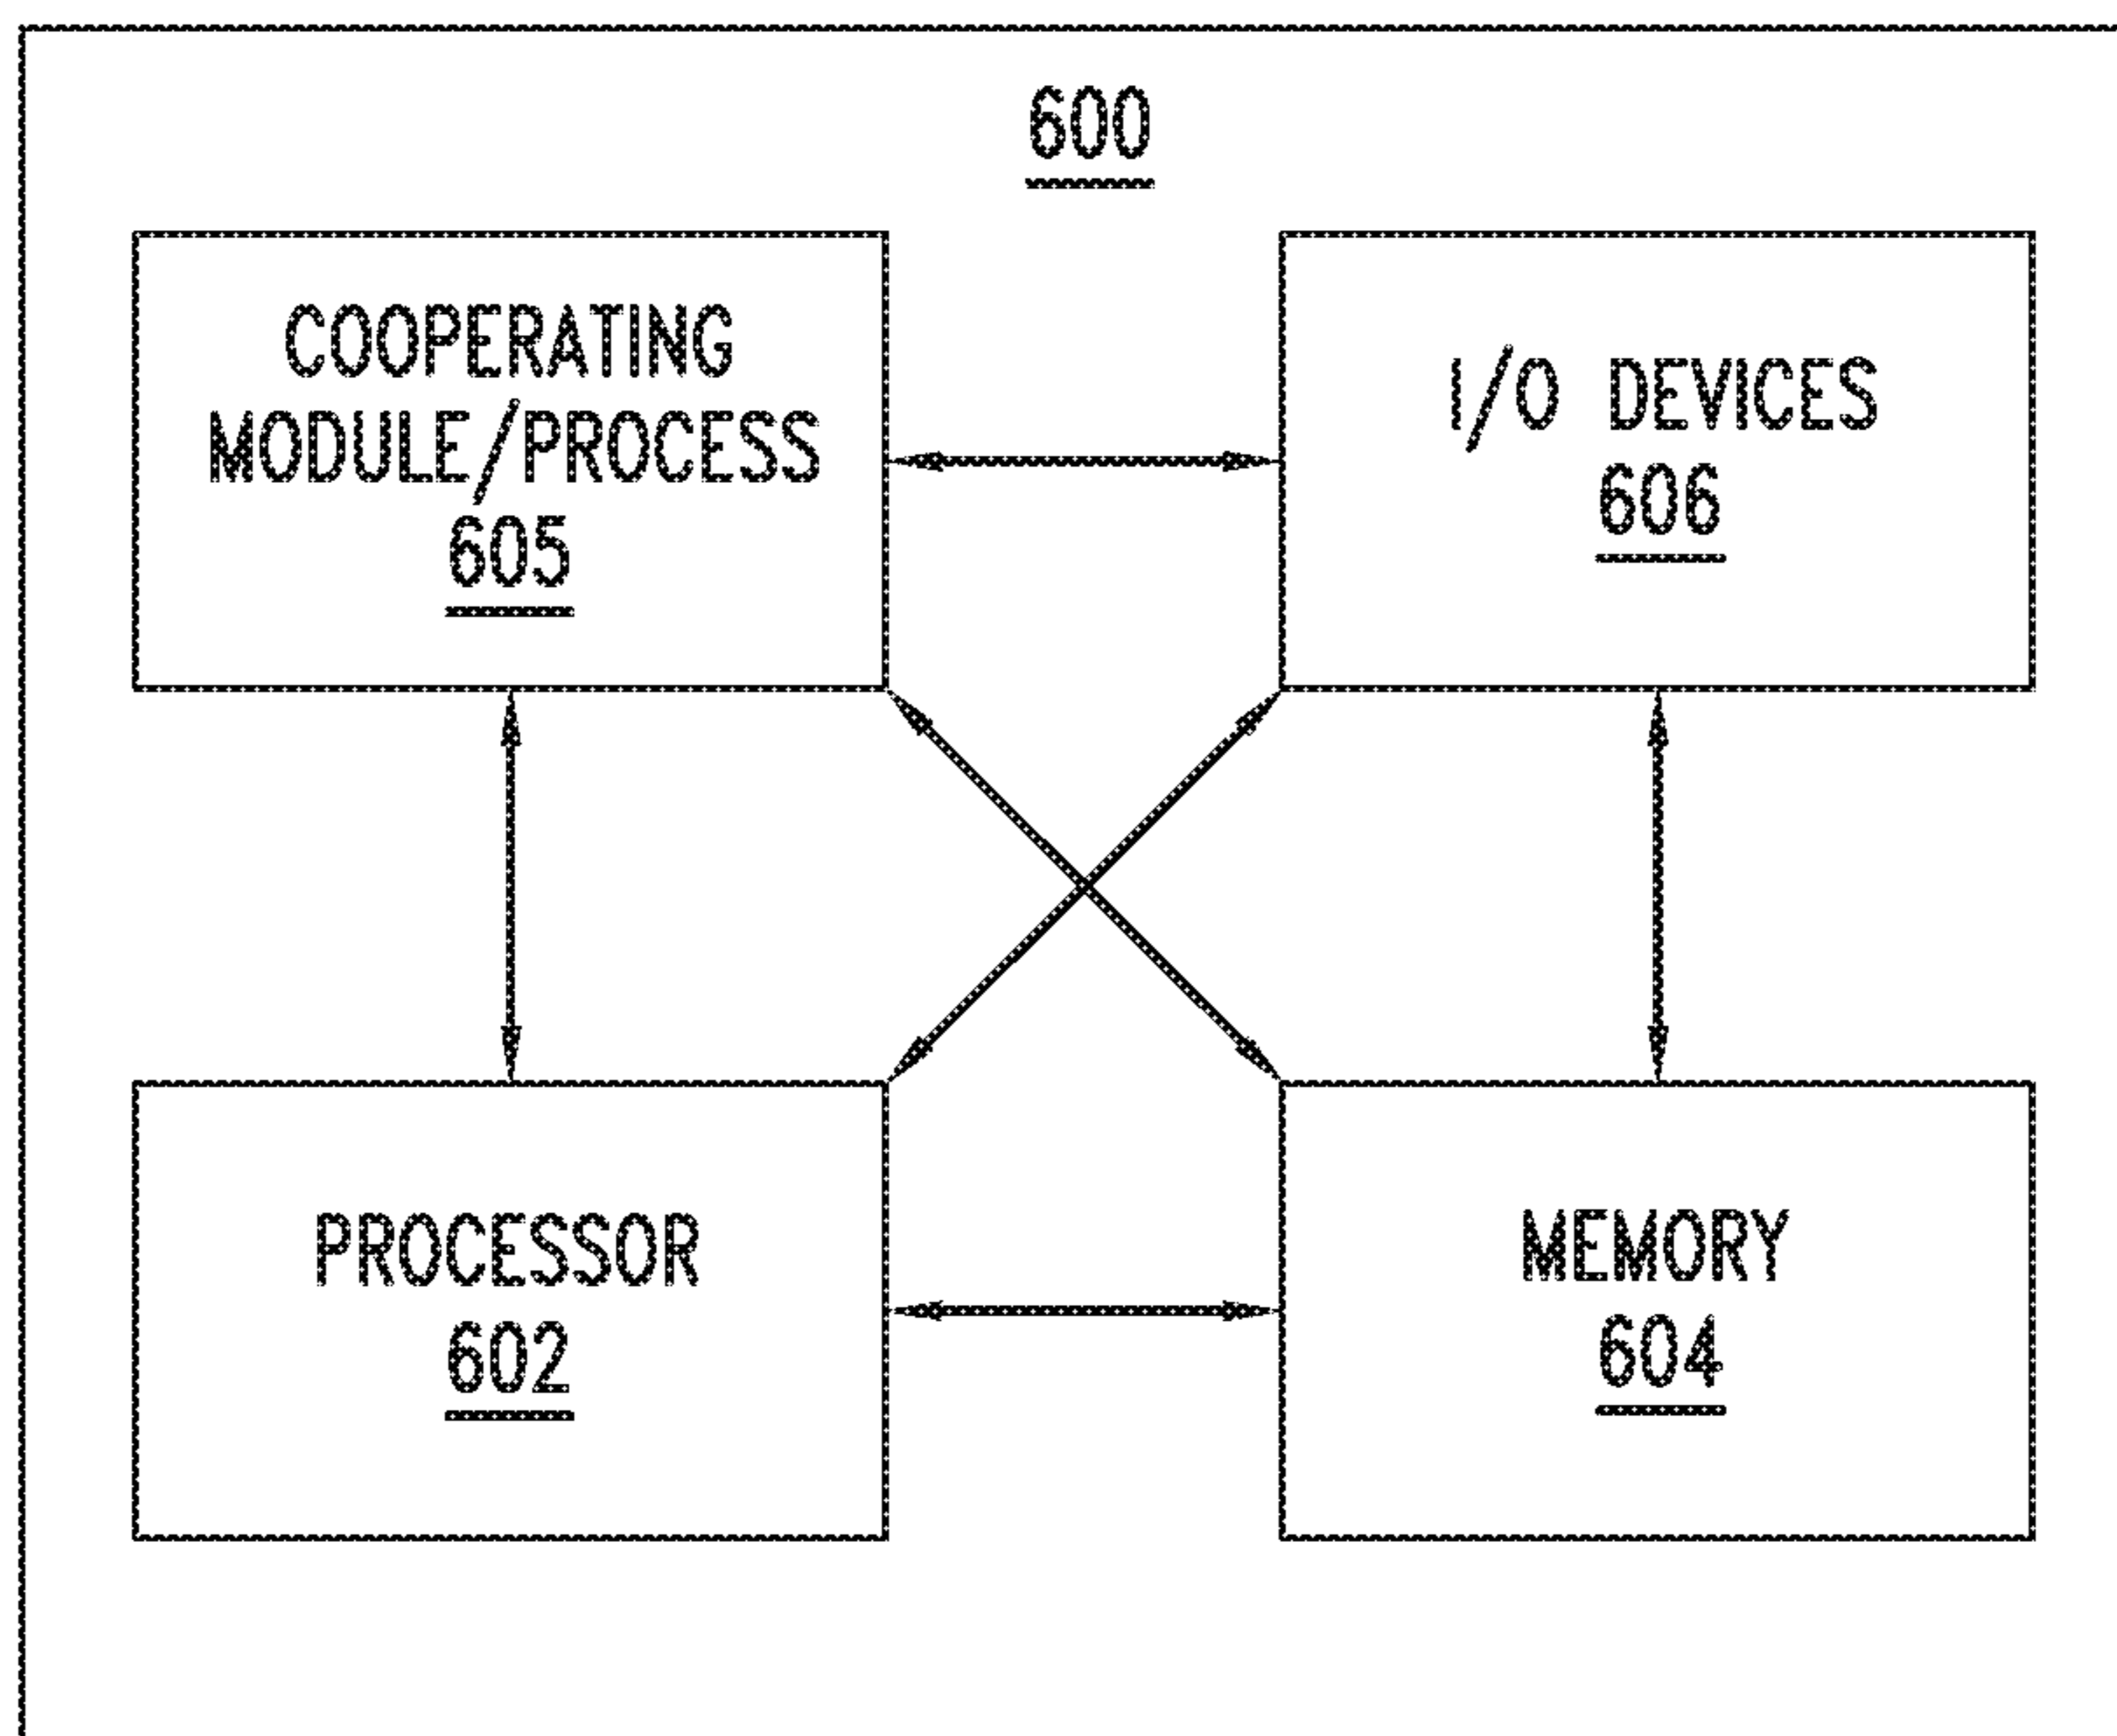 600
COOPERATING
MODULE/PROCESS
605
I/O DEVICES
606
PROCESSOR
602
MEMORY
604